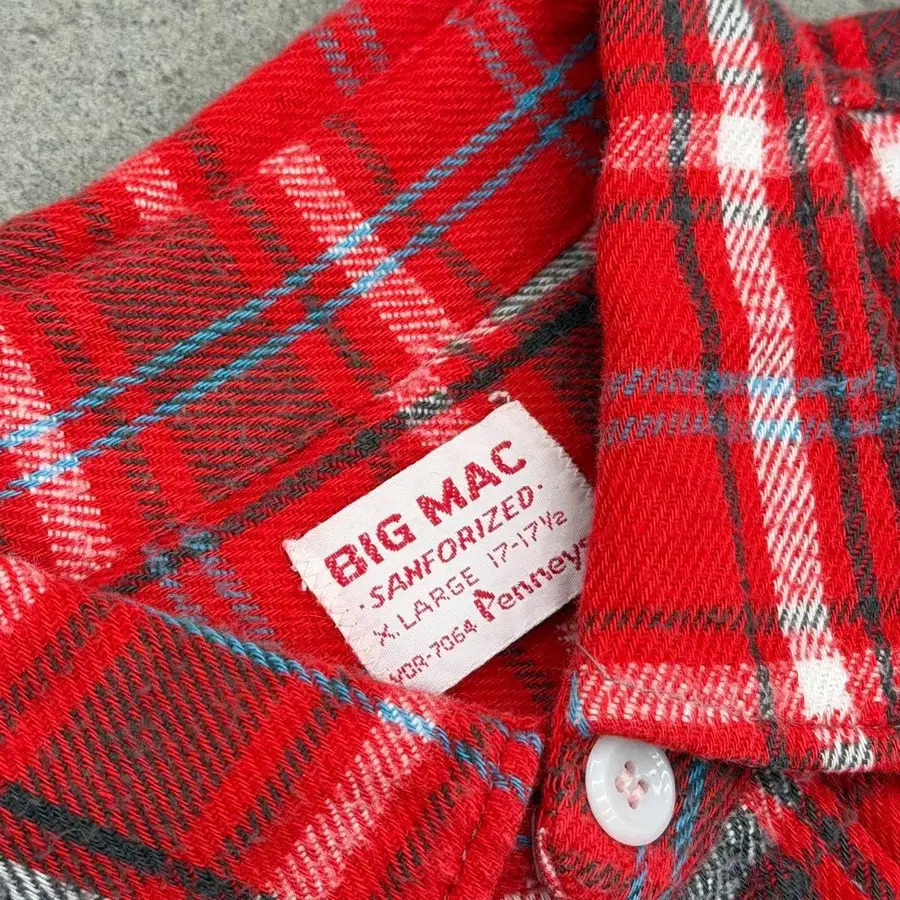 BIG MAC
·SANFORIZED·
X.LARGE 17-17½
Penneys